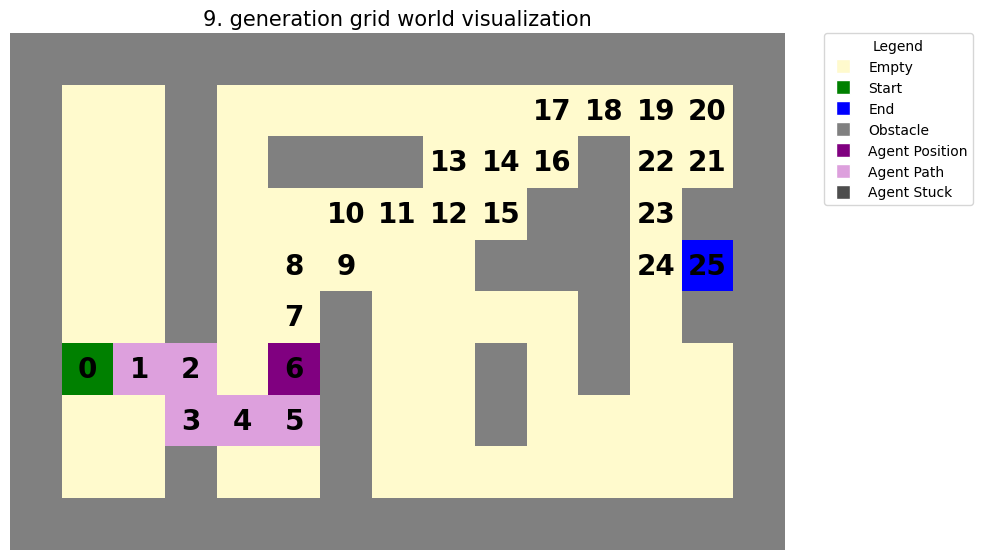 9. generation grid world visualization
Legend
Empty
Start
End
Obstacle
Agent Position
Agent Path
Agent Stuck
17 18 19 20
13 14 16 22 21
10 11 12 15 23
8 9 24 25
7
0 1 2 6
3 4 5